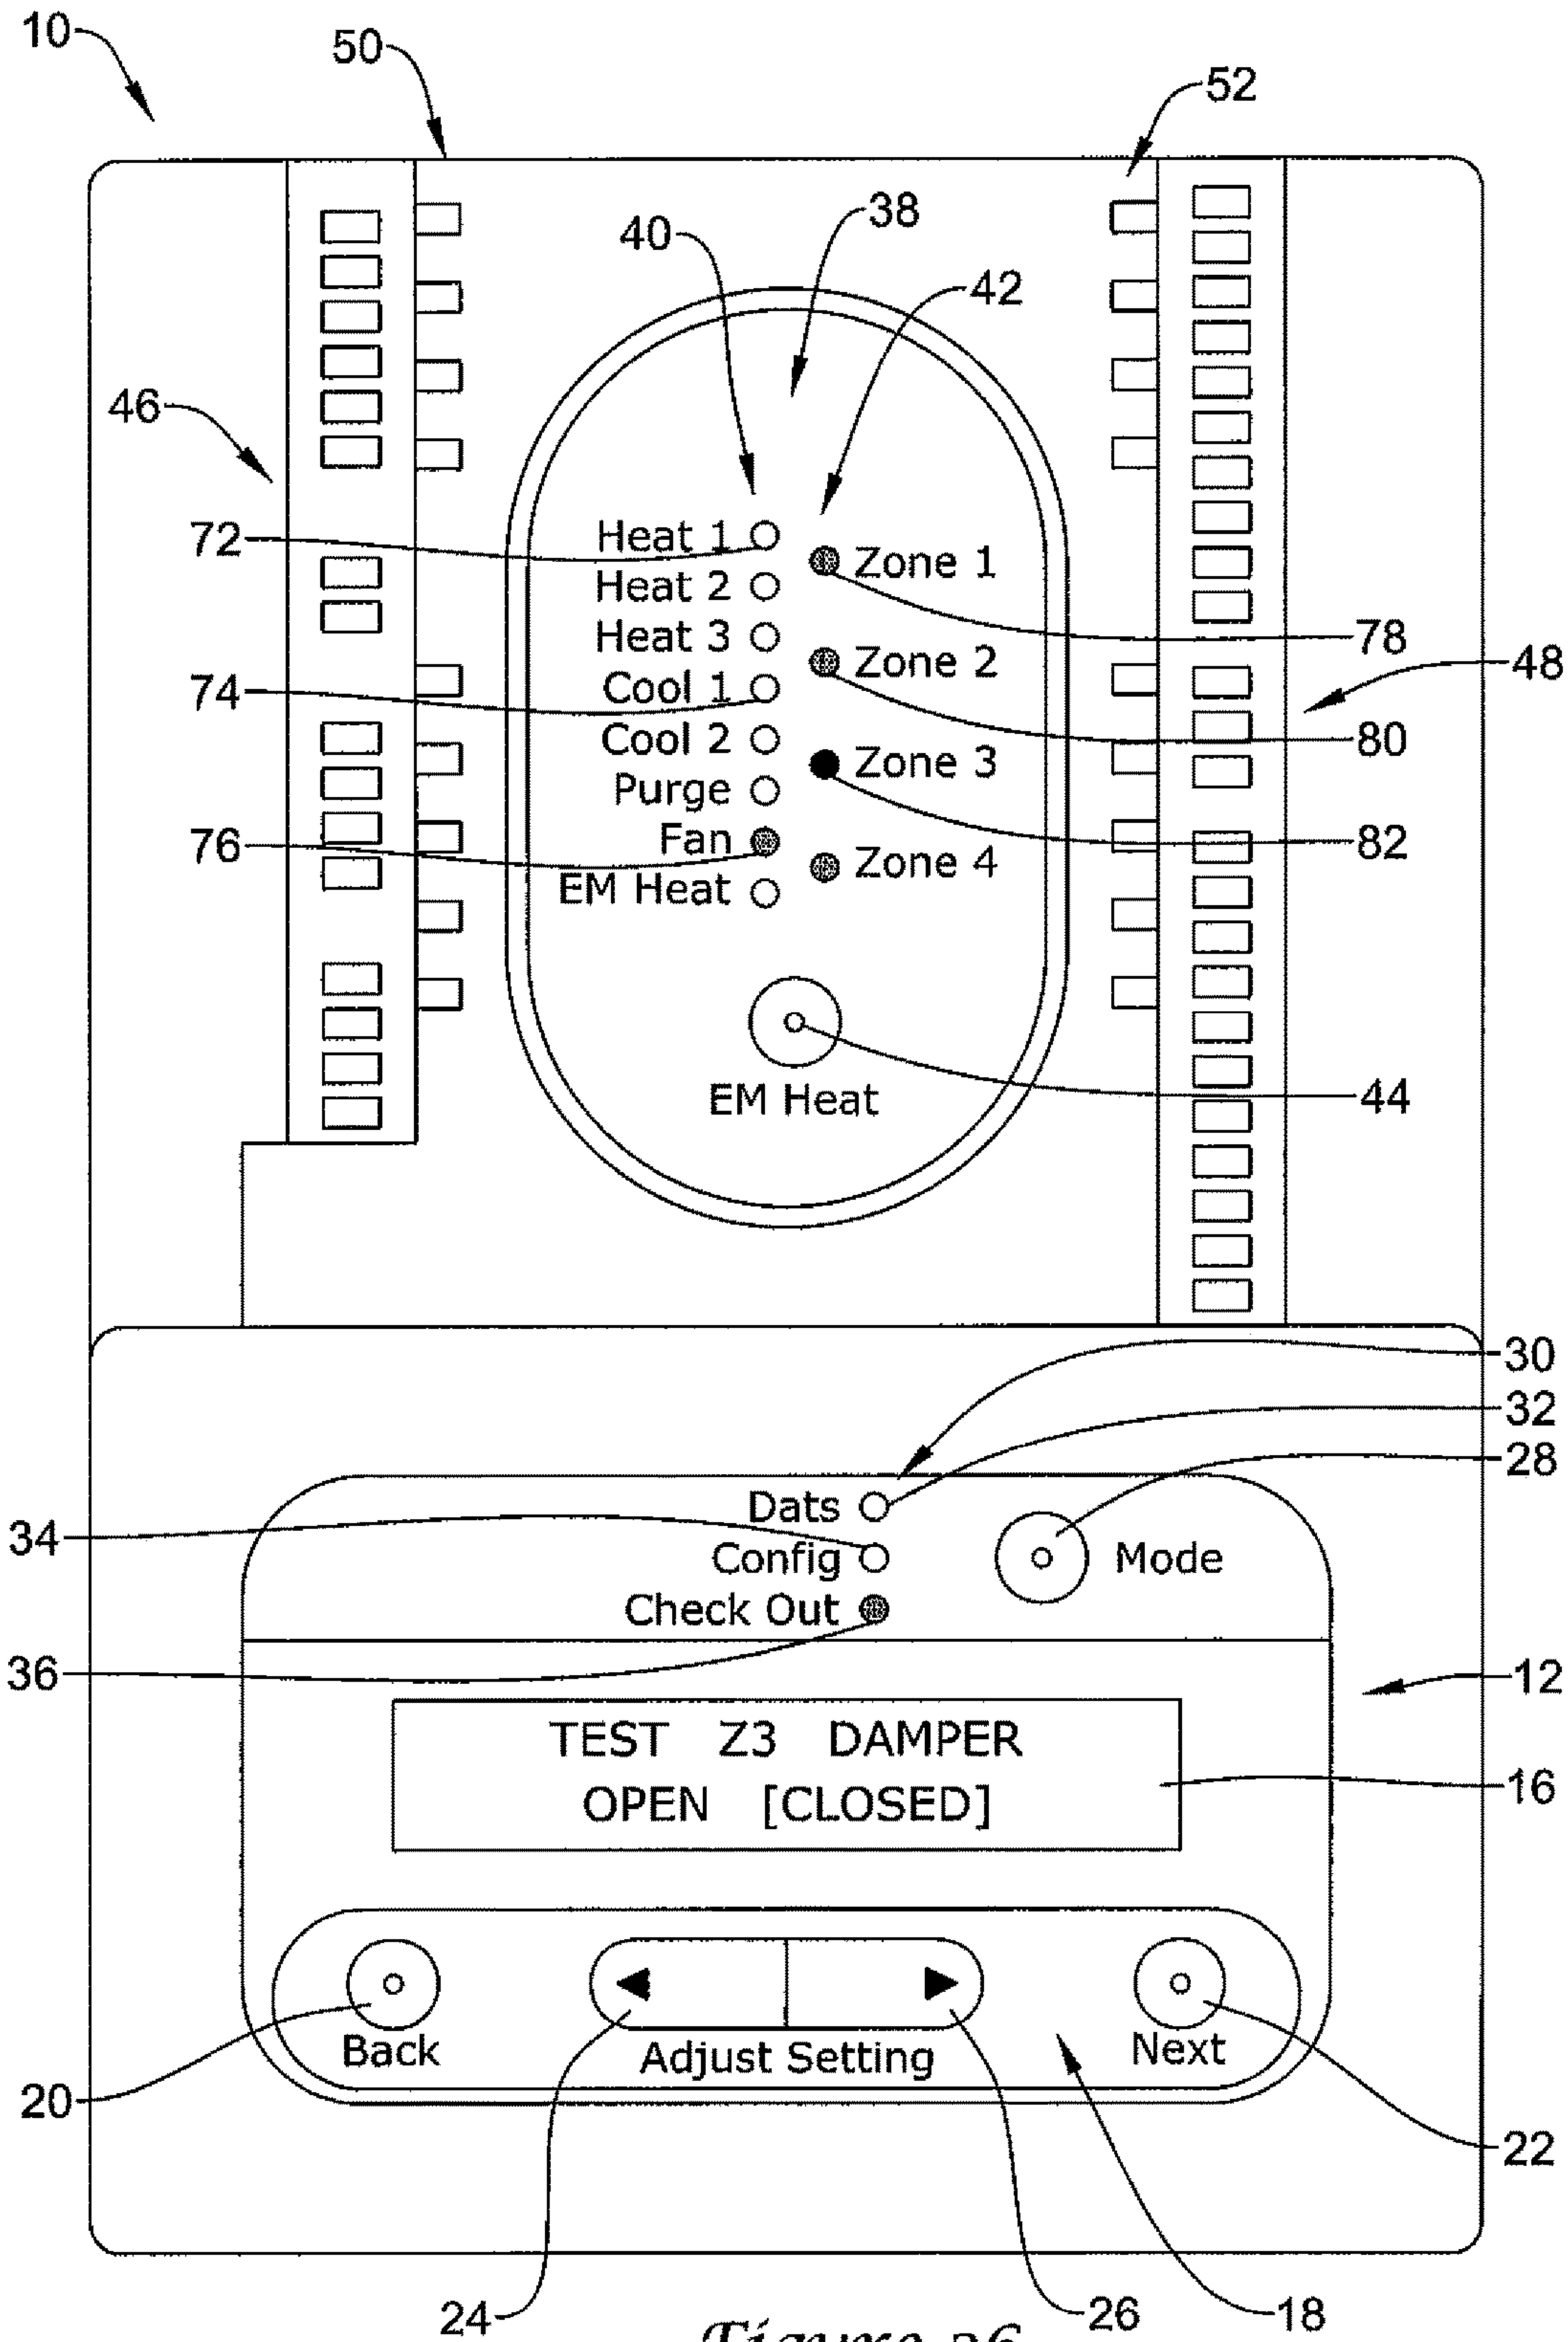 10
50
52
40
38
42
46
72
Heat 1
Zone 1
Heat 2
78
Heat 3
Zone 2
48
74
Cool 1
80
Cool 2
Zone 3
Purge
82
76
Fan
Zone 4
EM Heat
44
EM Heat
30
32
28
Dats
34
Config
Mode
Check Out
36
12
TEST Z3 DAMPER
16
OPEN [CLOSED]
Back
Adjust Setting
Next
20
22
24
26
18
Figure 26